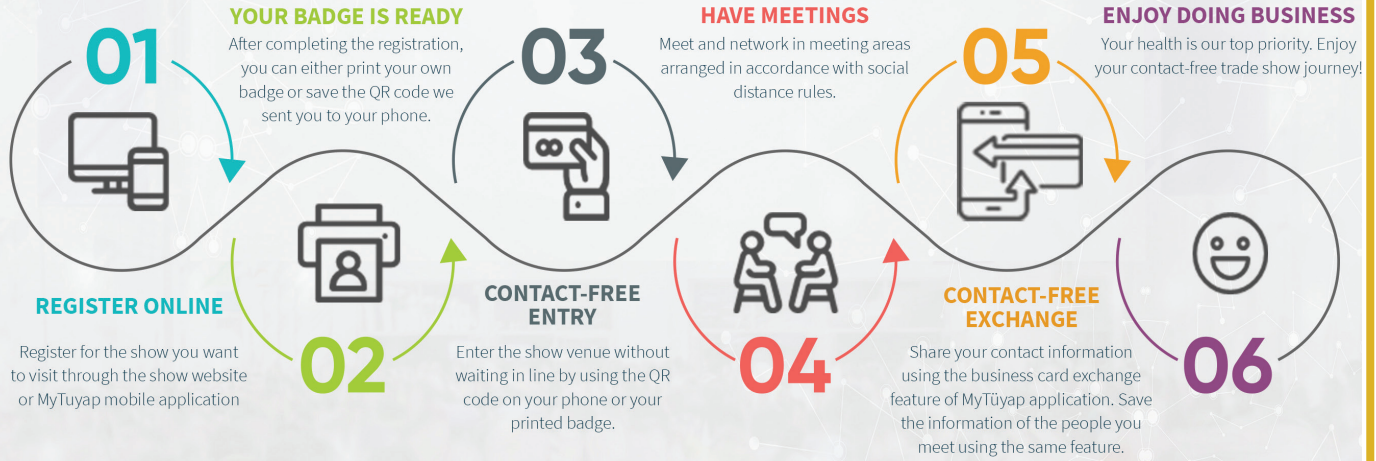 01
REGISTER ONLINE
Register for the show you want
to visit through the show website
or MyTuyap mobile application
YOUR BADGE IS READY
After completing the registration,
you can either print your own
badge or save the QR code we
sent you to your phone.
02
03
CONTACT-FREE
ENTRY
Enter the show venue without
waiting in line by using the QR
code on your phone or your
printed badge.
HAVE MEETINGS
Meet and network in meeting areas
arranged in accordance with social
distance rules.
04
05
CONTACT-FREE
EXCHANGE
Share your contact information
using the business card exchange
feature of MyTüyap application. Save
the information of the people you
meet using the same feature.
ENJOY DOING BUSINESS
Your health is our top priority. Enjoy
your contact-free trade show journey!
06